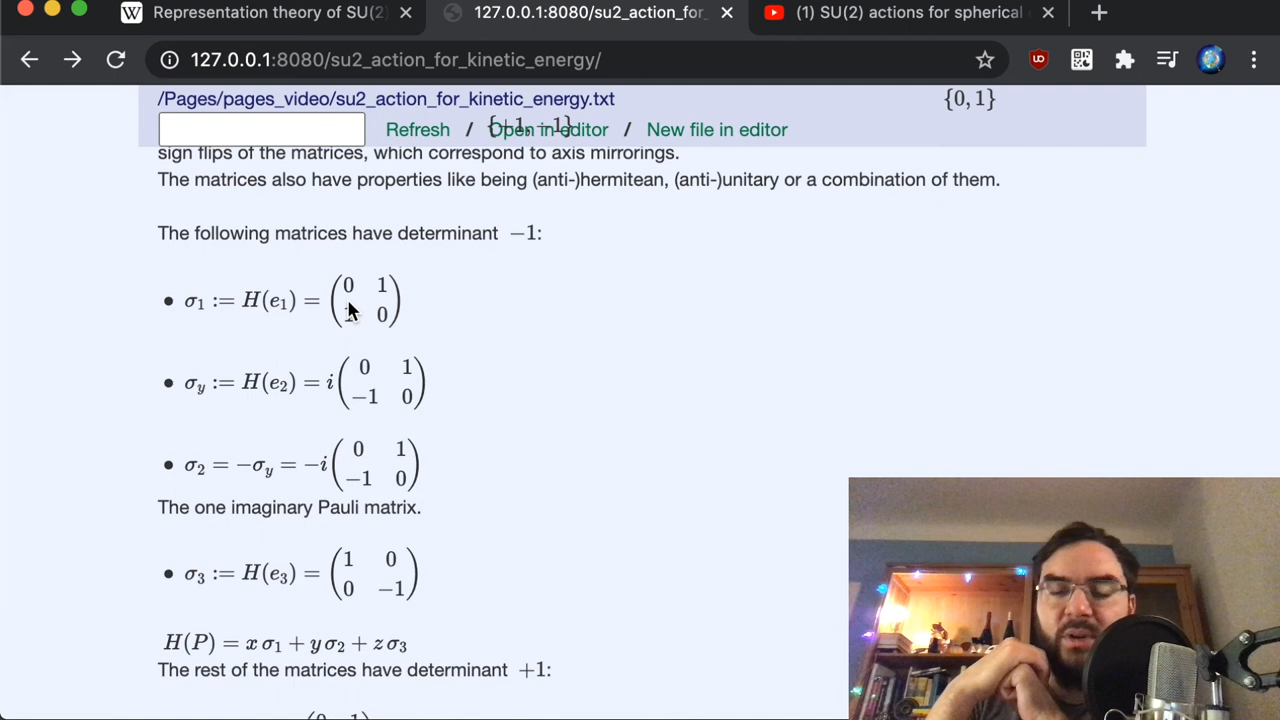 Representation theory of SU(2)
127.0.0.1:8080/su2_action_for_
(1) SU(2) actions for spherical
127.0.0.1:8080/su2_action_for_kinetic_energy/
/Pages/pages_video/su2_action_for_kinetic_energy.txt {0, 1}
Refresh / Open in editor / New file in editor
{+1, −1}
sign flips of the matrices, which correspond to axis mirrorings.
The matrices also have properties like being (anti-)hermitean, (anti-)unitary or a combination of them.
The following matrices have determinant −1:
• σ₁ := H(e₁) = (0 1
1 0)
• σy := H(e₂) = i(0 1
−1 0)
• σ₂ = −σy = −i(0 1
−1 0)
The one imaginary Pauli matrix.
• σ₃ := H(e₃) = (1 0
0 −1)
H(P) = x σ₁ + y σ₂ + z σ₃
The rest of the matrices have determinant +1: